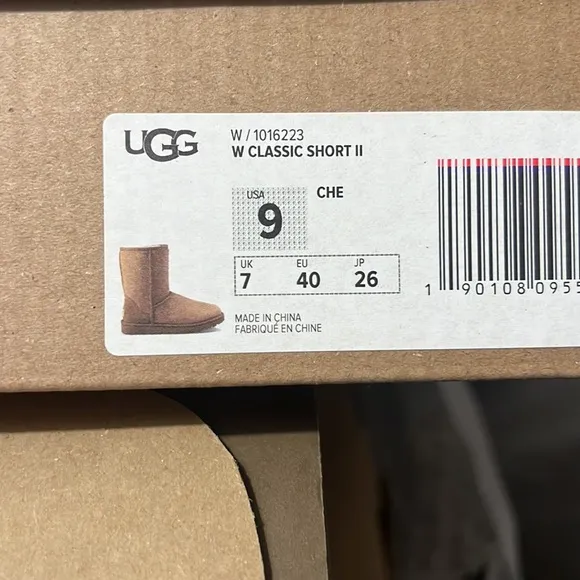 UGG
W / 1016223
W CLASSIC SHORT II
USA
9
CHE
UK EU JP
7 40 26
MADE IN CHINA
FABRIQUÉ EN CHINE
1 90108 0955